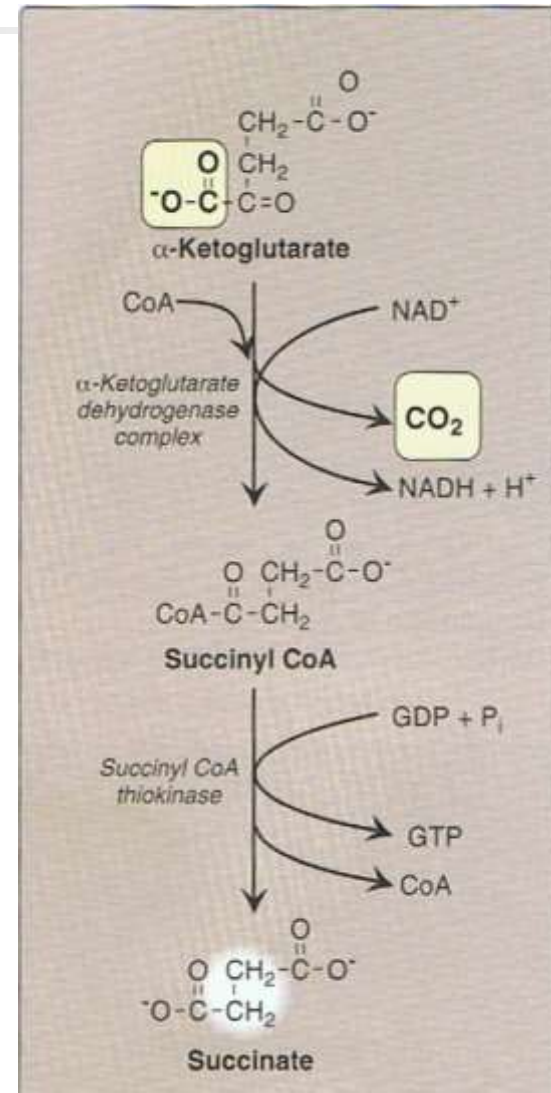 O
CH₂-C-O⁻
O CH₂
⁻O-C-C=O
α-Ketoglutarate
CoA
NAD⁺
α-Ketoglutarate
dehydrogenase
complex
CO₂
NADH + H⁺
O
O CH₂-C-O⁻
CoA-C-CH₂
Succinyl CoA
GDP + Pᵢ
Succinyl CoA
thiokinase
GTP
CoA
O
O CH₂-C-O⁻
⁻O-C-CH₂
Succinate